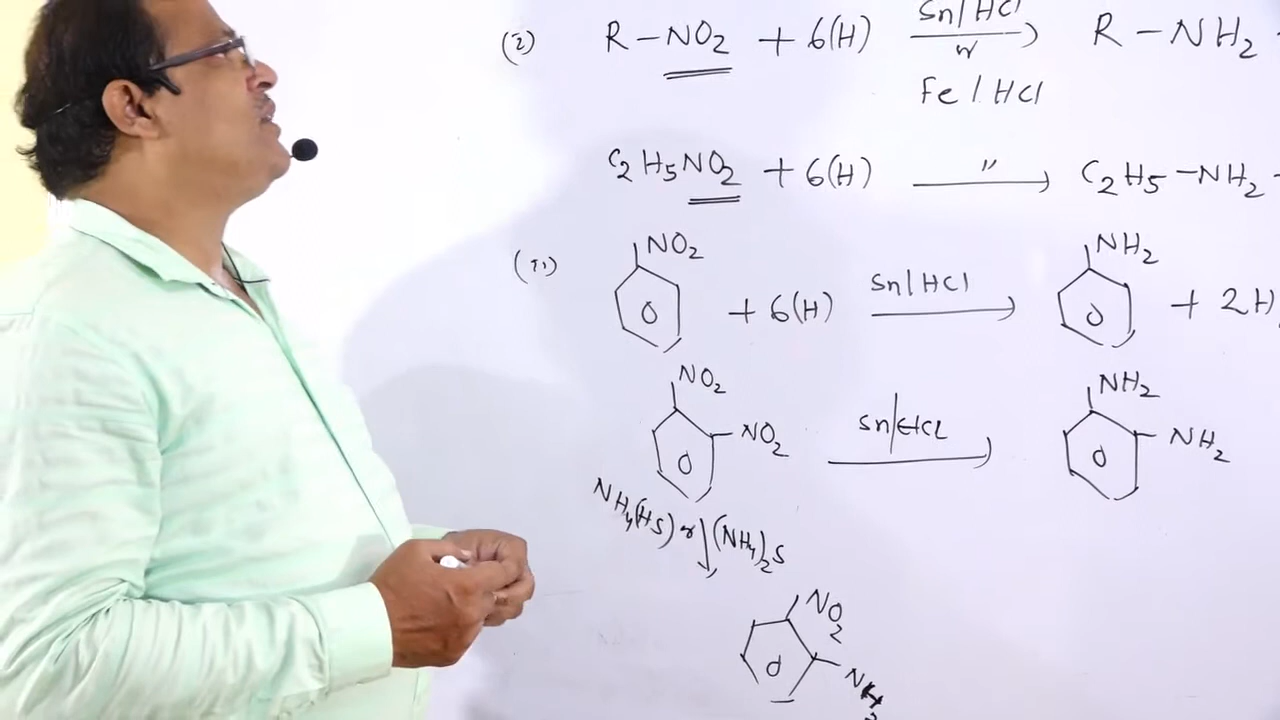 (I) R-NO2 + 6(H) Sn/HCl or Fe/HCl → R-NH2
C2H5NO2 + 6(H) " → C2H5-NH2
(II) NO2 + 6(H) Sn/HCl → NH2 + 2H
NO2 NO2 Sn/HCl → NH2 NH2
NH4(HS) or (NH4)2S
NO2
NH2